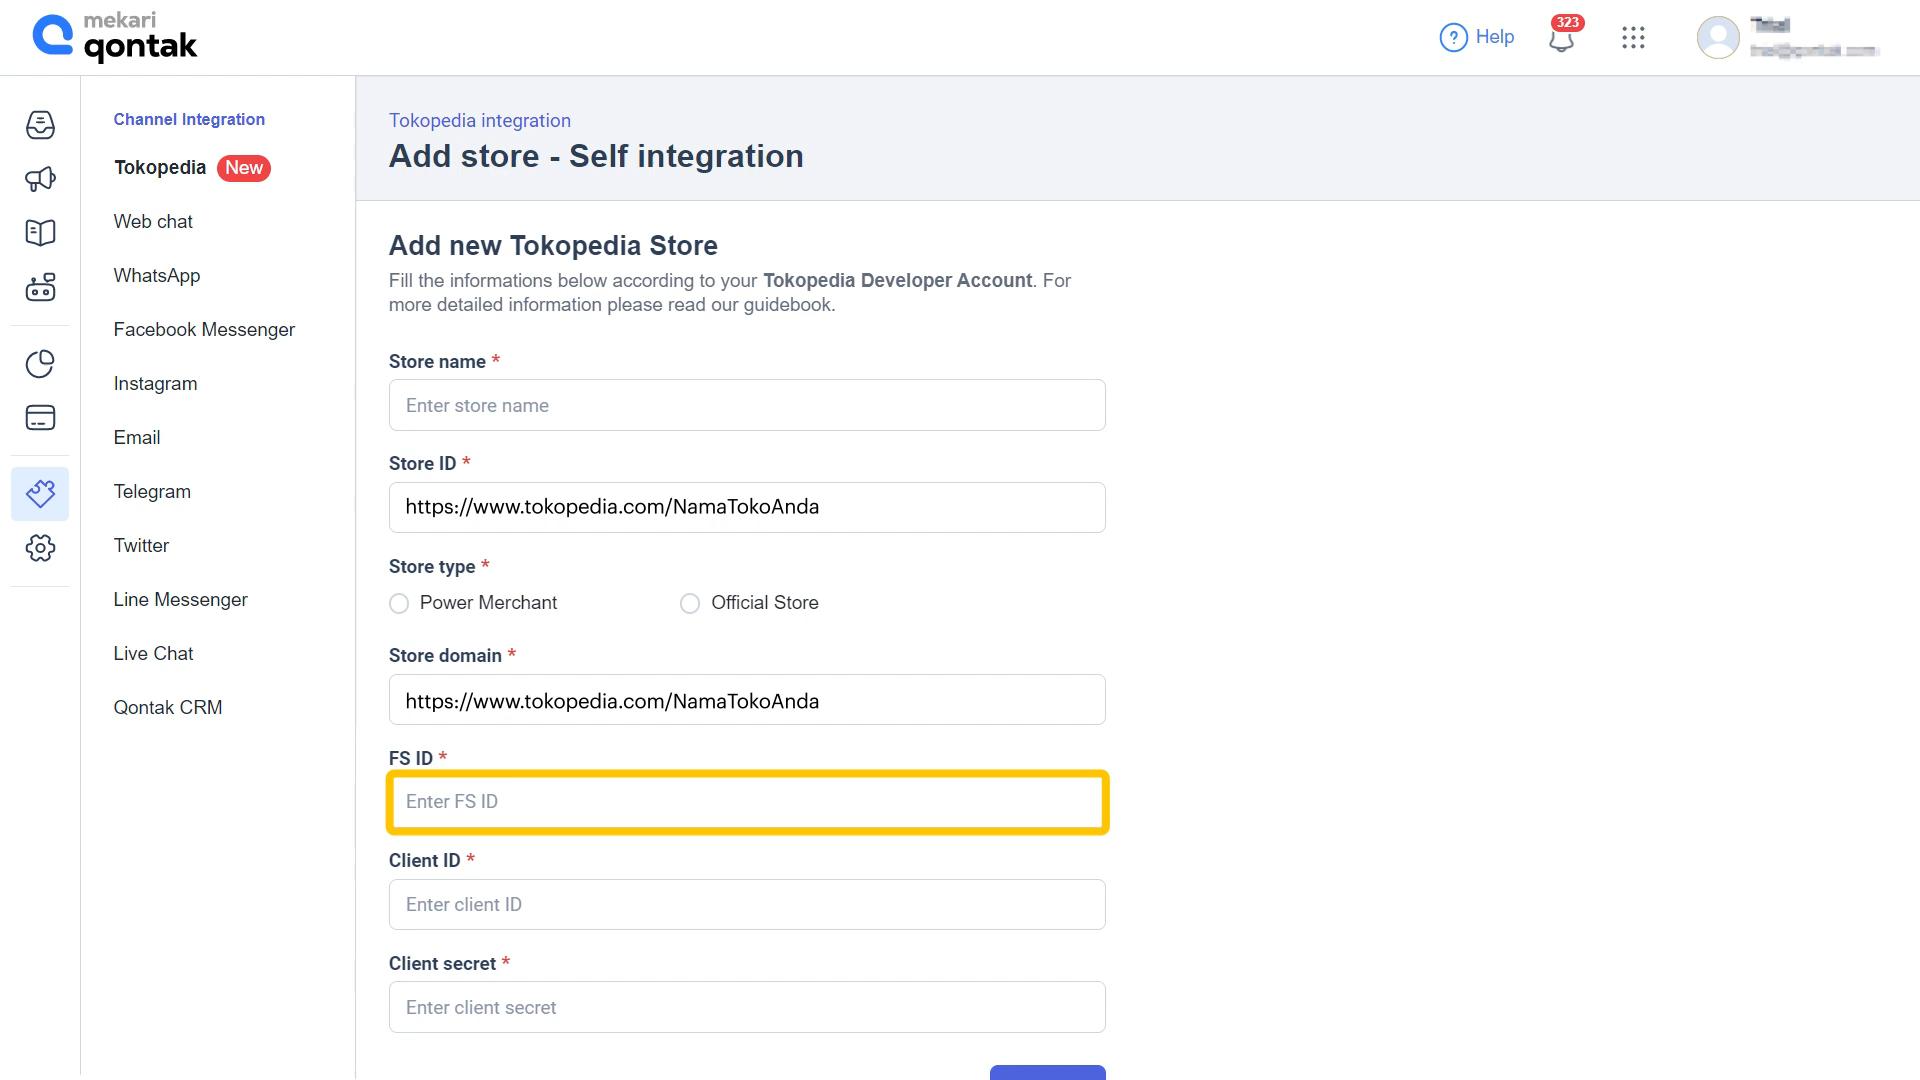 mekari
qontak
? Help
323
Channel Integration
Tokopedia New
Web chat
WhatsApp
Facebook Messenger
Instagram
Email
Telegram
Twitter
Line Messenger
Live Chat
Qontak CRM
Tokopedia integration
Add store - Self integration
Add new Tokopedia Store
Fill the informations below according to your Tokopedia Developer Account. For
more detailed information please read our guidebook.
Store name *
Enter store name
Store ID *
https://www.tokopedia.com/NamaTokoAnda
Store type *
Power Merchant Official Store
Store domain *
https://www.tokopedia.com/NamaTokoAnda
FS ID *
Enter FS ID
Client ID *
Enter client ID
Client secret *
Enter client secret